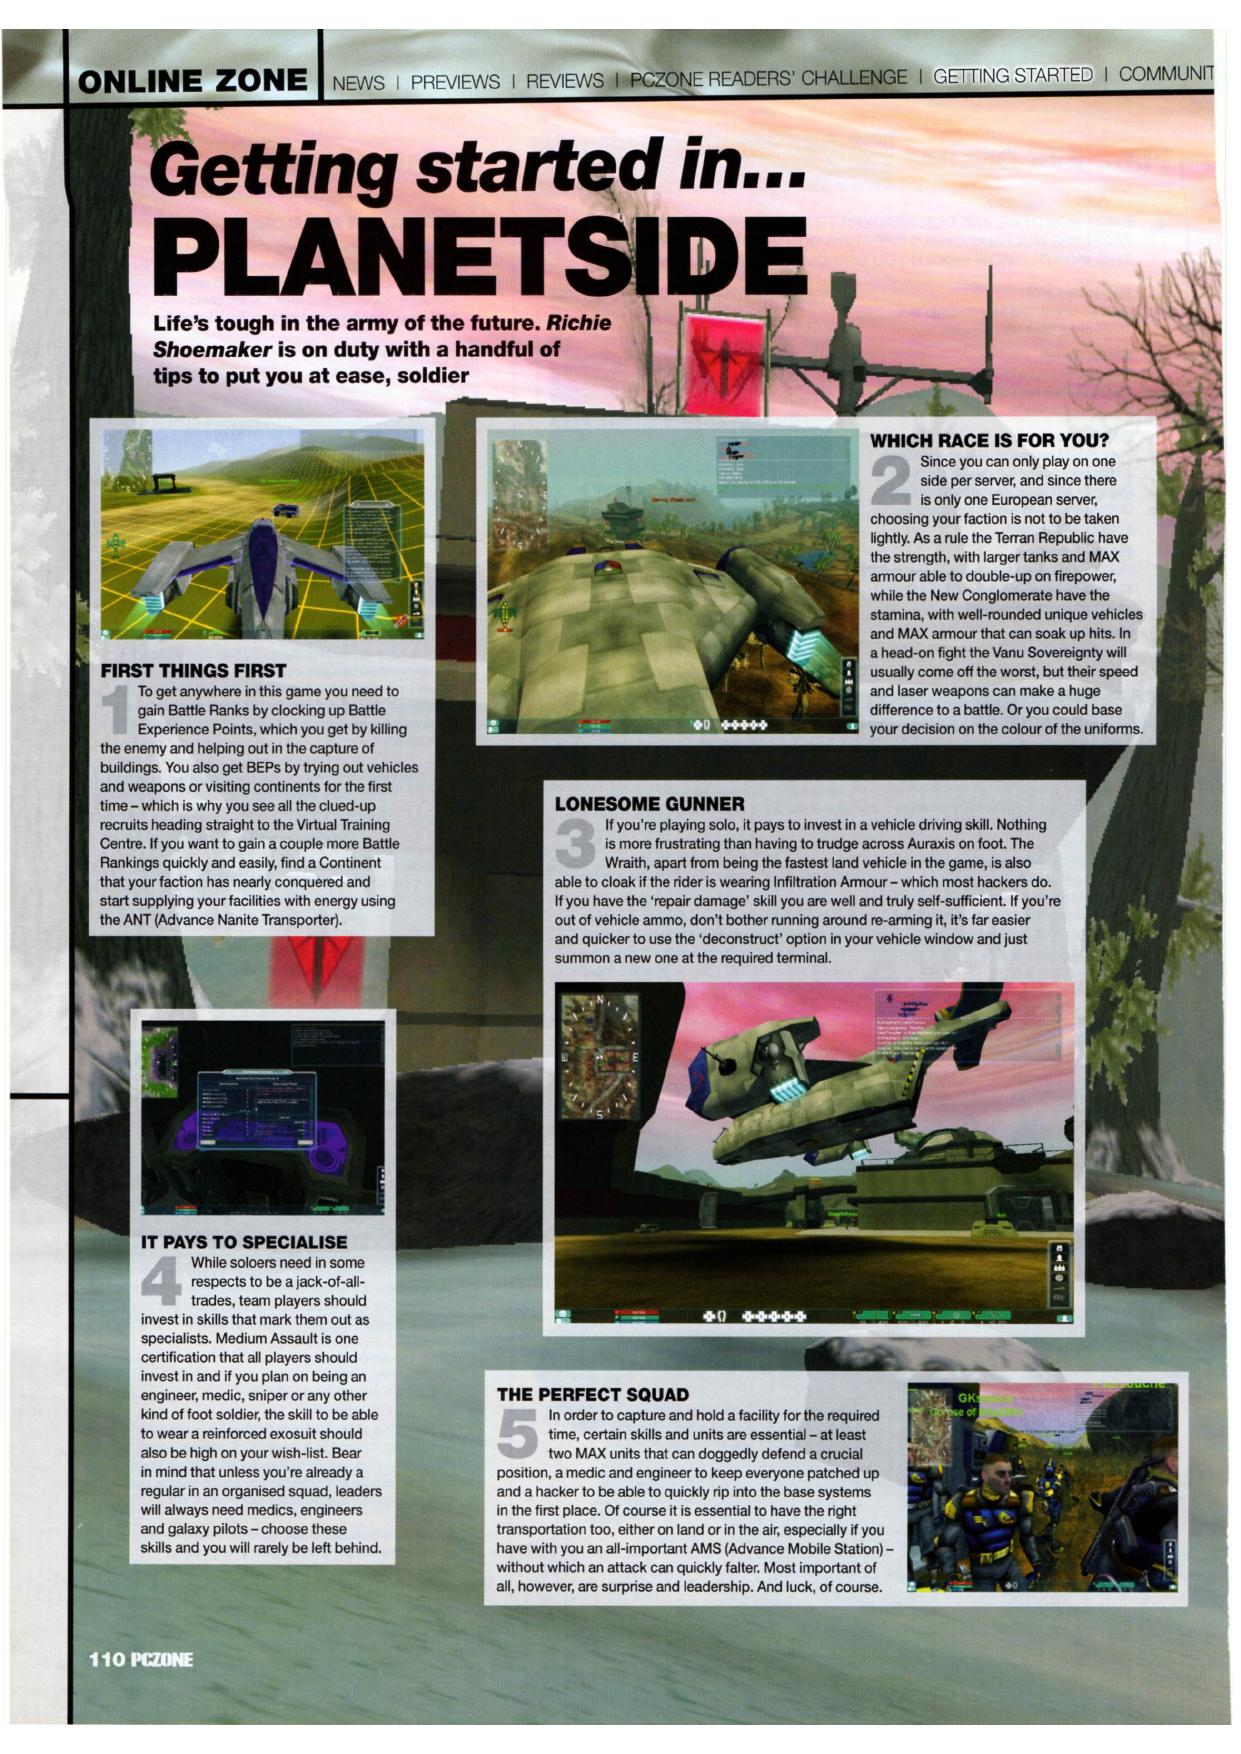 ONLINE ZONE
NEWS | PREVIEWS | REVIEWS | PCZONE READERS' CHALLENGE | GETTING STARTED | COMMUNIT
Getting started in...
PLANETSIDE
Life's tough in the army of the future. Richie
Shoemaker is on duty with a handful of
tips to put you at ease, soldier
FIRST THINGS FIRST
1 To get anywhere in this game you need to
gain Battle Ranks by clocking up Battle
Experience Points, which you get by killing
the enemy and helping out in the capture of
buildings. You also get BEPs by trying out vehicles
and weapons or visiting continents for the first
time – which is why you see all the clued-up
recruits heading straight to the Virtual Training
Centre. If you want to gain a couple more Battle
Rankings quickly and easily, find a Continent
that your faction has nearly conquered and
start supplying your facilities with energy using
the ANT (Advance Nanite Transporter).
WHICH RACE IS FOR YOU?
2 Since you can only play on one
side per server, and since there
is only one European server,
choosing your faction is not to be taken
lightly. As a rule the Terran Republic have
the strength, with larger tanks and MAX
armour able to double-up on firepower,
while the New Conglomerate have the
stamina, with well-rounded unique vehicles
and MAX armour that can soak up hits. In
a head-on fight the Vanu Sovereignty will
usually come off the worst, but their speed
and laser weapons can make a huge
difference to a battle. Or you could base
your decision on the colour of the uniforms.
LONESOME GUNNER
3 If you're playing solo, it pays to invest in a vehicle driving skill. Nothing
is more frustrating than having to trudge across Auraxis on foot. The
Wraith, apart from being the fastest land vehicle in the game, is also
able to cloak if the rider is wearing Infiltration Armour – which most hackers do.
If you have the 'repair damage' skill you are well and truly self-sufficient. If you're
out of vehicle ammo, don't bother running around re-arming it, it's far easier
and quicker to use the 'deconstruct' option in your vehicle window and just
summon a new one at the required terminal.
N
E
E
S
IT PAYS TO SPECIALISE
4 While soloers need in some
respects to be a jack-of-all-
trades, team players should
invest in skills that mark them out as
specialists. Medium Assault is one
certification that all players should
invest in and if you plan on being an
engineer, medic, sniper or any other
kind of foot soldier, the skill to be able
to wear a reinforced exosuit should
also be high on your wish-list. Bear
in mind that unless you're already a
regular in an organised squad, leaders
will always need medics, engineers
and galaxy pilots – choose these
skills and you will rarely be left behind.
THE PERFECT SQUAD
5 In order to capture and hold a facility for the required
time, certain skills and units are essential – at least
two MAX units that can doggedly defend a crucial
position, a medic and engineer to keep everyone patched up
and a hacker to be able to quickly rip into the base systems
in the first place. Of course it is essential to have the right
transportation too, either on land or in the air, especially if you
have with you an all-important AMS (Advance Mobile Station) –
without which an attack can quickly falter. Most important of
all, however, are surprise and leadership. And luck, of course.
110 PCZONE